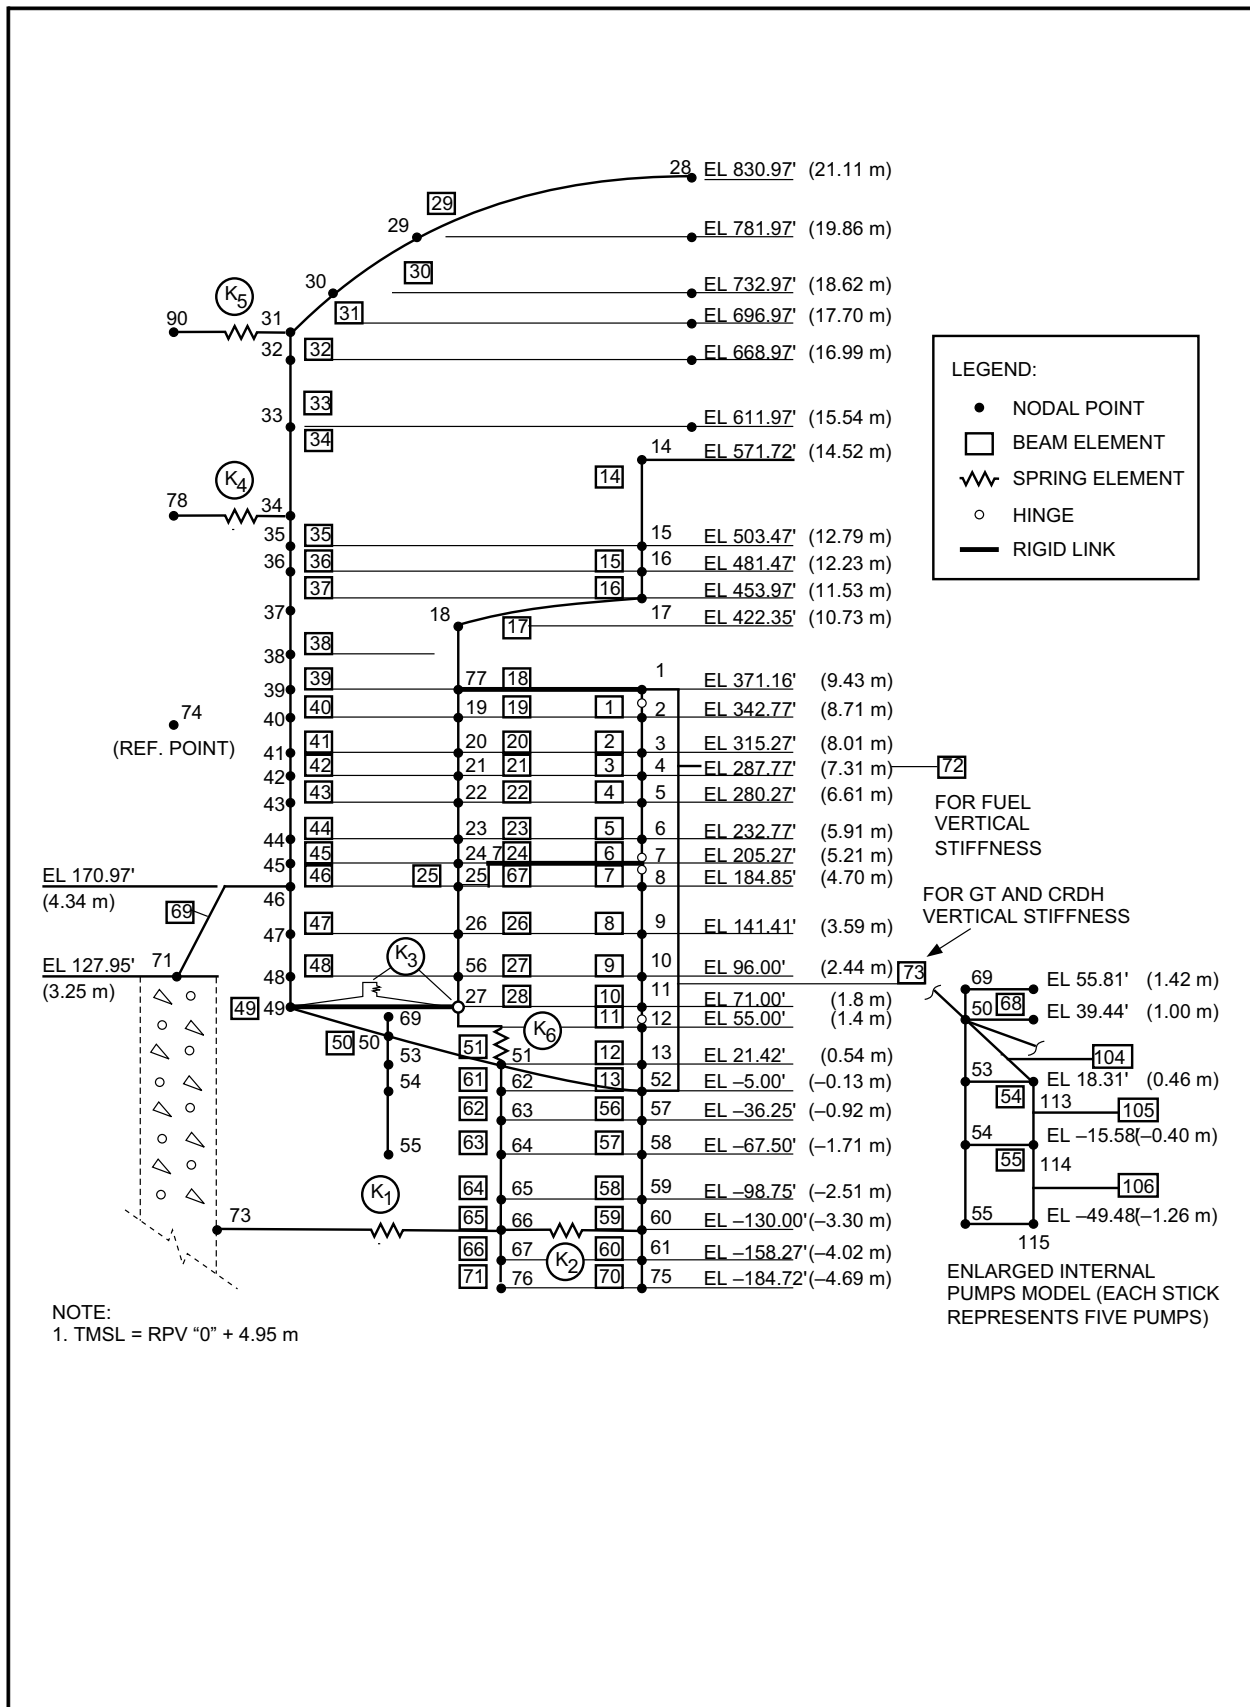 28 EL 830.97' (21.11 m)
29
29 EL 781.97' (19.86 m)
30
30 EL 732.97' (18.62 m)
K5
90 31 31 EL 696.97' (17.70 m)
32 32 EL 668.97' (16.99 m)
LEGEND:
NODAL POINT
BEAM ELEMENT
SPRING ELEMENT
HINGE
RIGID LINK
33
33 EL 611.97' (15.54 m)
34
14 EL 571.72' (14.52 m)
14
K4
78 34
35 35 15 EL 503.47' (12.79 m)
36 36 15 16 EL 481.47' (12.23 m)
37 16 EL 453.97' (11.53 m)
37 18 17 17 EL 422.35' (10.73 m)
38 38
39 39 77 18 1 EL 371.16' (9.43 m)
40 40 19 19 1 2 EL 342.77' (8.71 m)
74
(REF. POINT)
41 41 20 20 2 3 EL 315.27' (8.01 m)
42 42 21 21 3 4 EL 287.77' (7.31 m) 72
43 43 22 22 4 5 EL 280.27' (6.61 m)
FOR FUEL
VERTICAL
STIFFNESS
44 44 23 23 5 6 EL 232.77' (5.91 m)
45 45 24 7 24 6 7 EL 205.27' (5.21 m)
EL 170.97'
(4.34 m)
46 46 25 25 67 7 8 EL 184.85' (4.70 m)
69
FOR GT AND CRDH
VERTICAL STIFFNESS
47 47 26 26 8 9 EL 141.41' (3.59 m)
71
EL 127.95'
(3.25 m)
K3
48 48 56 27 9 10 EL 96.00' (2.44 m) 73
49 49 27 28 10 11 EL 71.00' (1.8 m)
69 K6 11 12 EL 55.00' (1.4 m)
50 50
53 51 51 12 13 EL 21.42' (0.54 m)
54 61 62 13 52 EL –5.00' (–0.13 m)
62 63 56 57 EL –36.25' (–0.92 m)
55 63 64 57 58 EL –67.50' (–1.71 m)
K1
64 65 58 59 EL –98.75' (–2.51 m)
73 65 66 59 60 EL –130.00' (–3.30 m)
66 67 K2 60 61 EL –158.27' (–4.02 m)
71 76 70 75 EL –184.72' (–4.69 m)
69 EL 55.81' (1.42 m)
68
50 EL 39.44' (1.00 m)
104
53 EL 18.31' (0.46 m)
54 113 105
54 EL –15.58' (–0.40 m)
55 114
106
55 EL –49.48' (–1.26 m)
115
ENLARGED INTERNAL
PUMPS MODEL (EACH STICK
REPRESENTS FIVE PUMPS)
NOTE:
1. TMSL = RPV “0” + 4.95 m